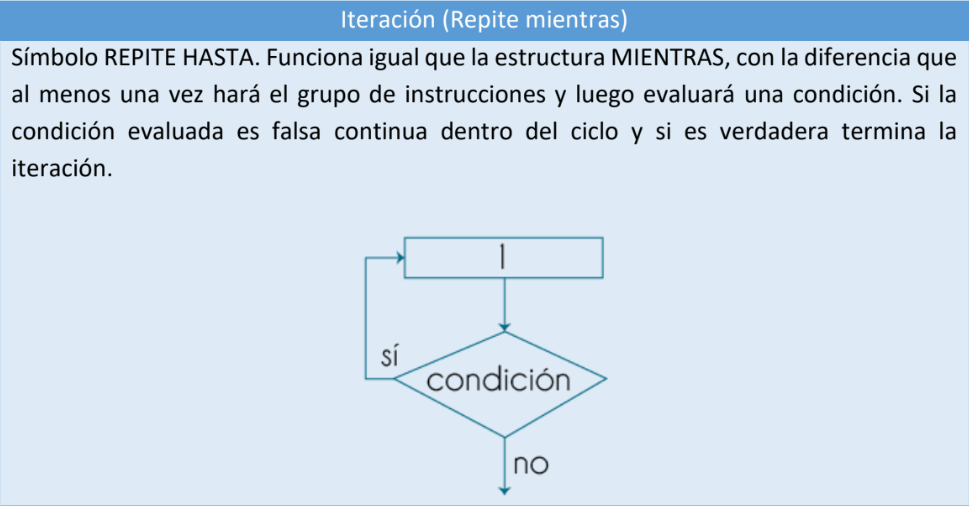 Iteración (Repite mientras)
Símbolo REPITE HASTA. Funciona igual que la estructura MIENTRAS, con la diferencia que
al menos una vez hará el grupo de instrucciones y luego evaluará una condición. Si la
condición evaluada es falsa continua dentro del ciclo y si es verdadera termina la
iteración.
1
sí
condición
no